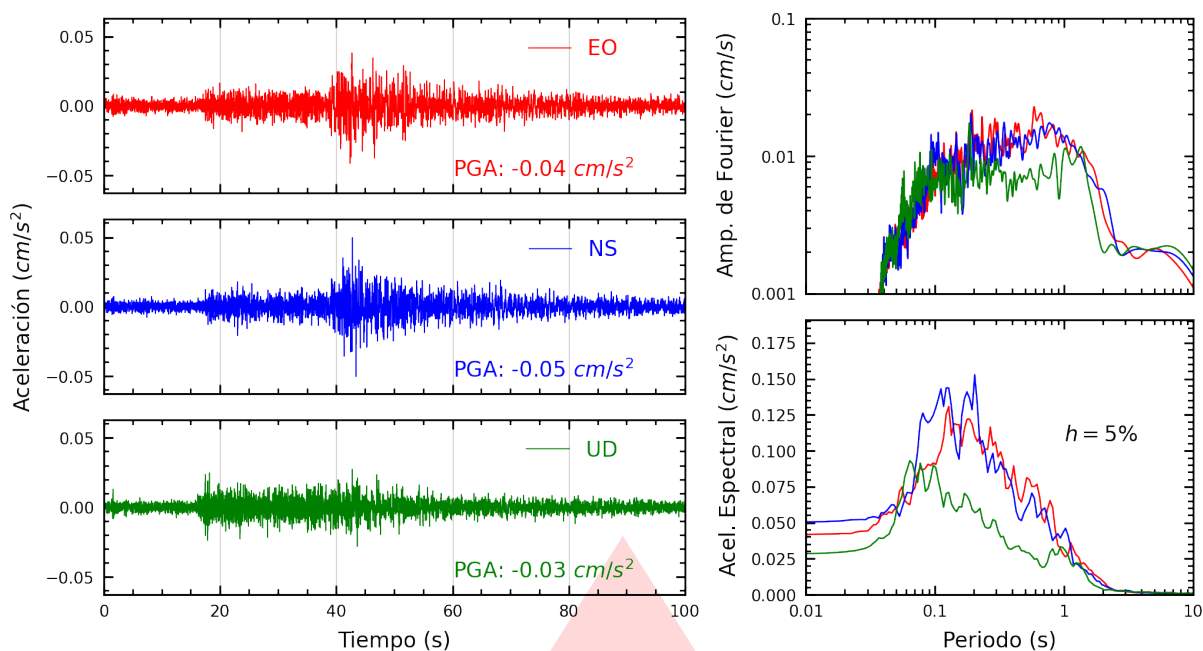 Aceleración (cm/s²)
0.05
0.00
−0.05
EO
PGA: -0.04 cm/s²
0.05
0.00
−0.05
NS
PGA: -0.05 cm/s²
0.05
0.00
−0.05
UD
PGA: -0.03 cm/s²
0 20 40 60 80 100
Tiempo (s)
Amp. de Fourier (cm/s)
0.1
0.01
0.001
Acel. Espectral (cm/s²)
0.175
0.150
0.125
0.100
0.075
0.050
0.025
0.000
h = 5%
0.01 0.1 1 10
Periodo (s)